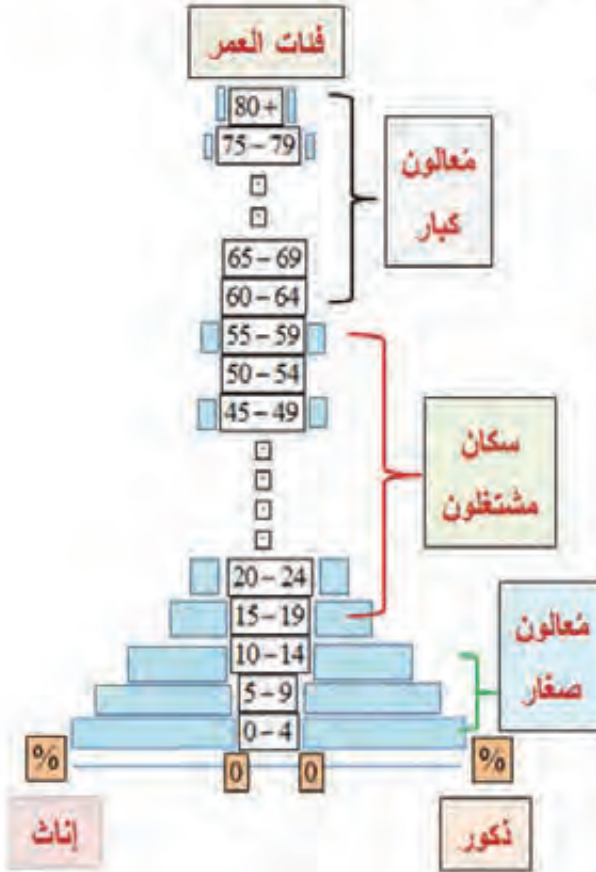 فئات العمر
80+
75 – 79
65 – 69
60 – 64
55 – 59
50 – 54
45 – 49
20 – 24
15 – 19
10 – 14
5 – 9
0 – 4
مُعالون
كبار
سكان
مشتغلون
مُعالون
صغار
% 0 0 %
إناث
ذكور